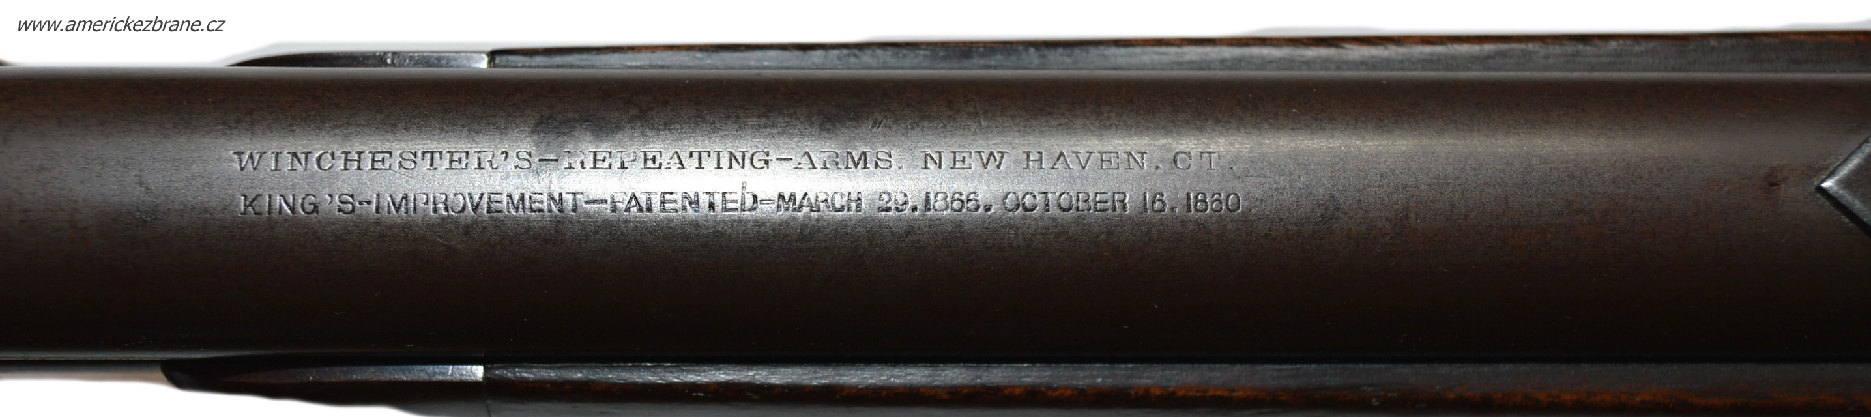 www.americkezbrane.cz
WINCHESTER'S-REPEATING-ARMS. NEW HAVEN. CT.
KING'S-IMPROVEMENT-PATENTED-MARCH 29. 1866. OCTOBER 16. 1860